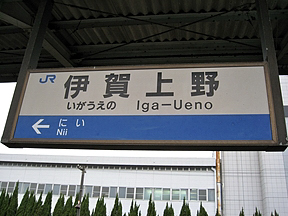 JR 伊賀上野
いがうえの Iga-Ueno
← にい
Nii